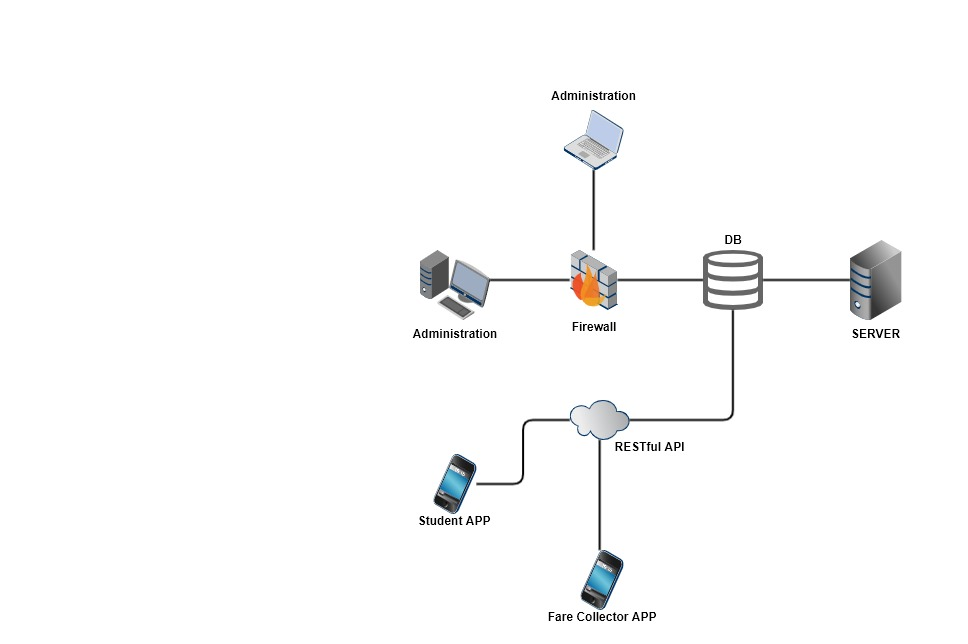 Administration
DB
Administration
Firewall
SERVER
RESTful API
Student APP
Fare Collector APP